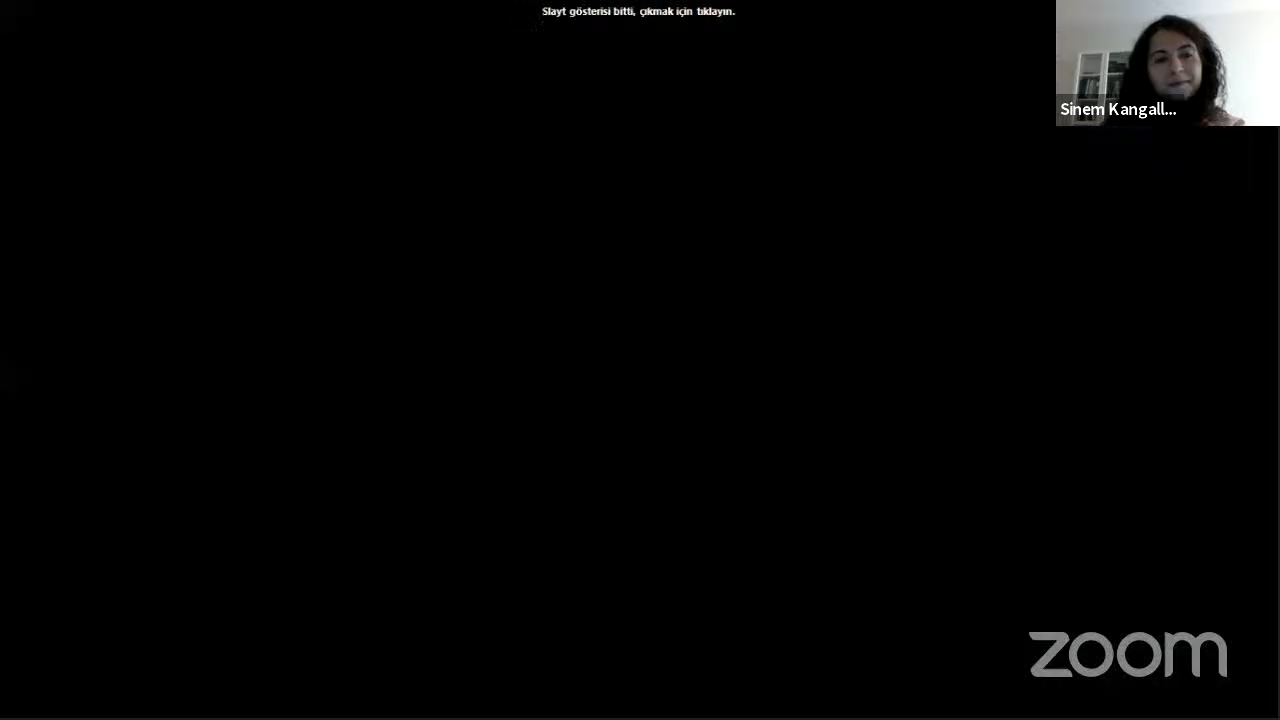 Slayt gösterisi bitti, çıkmak için tıklayın.
Sinem Kangall...
zoom